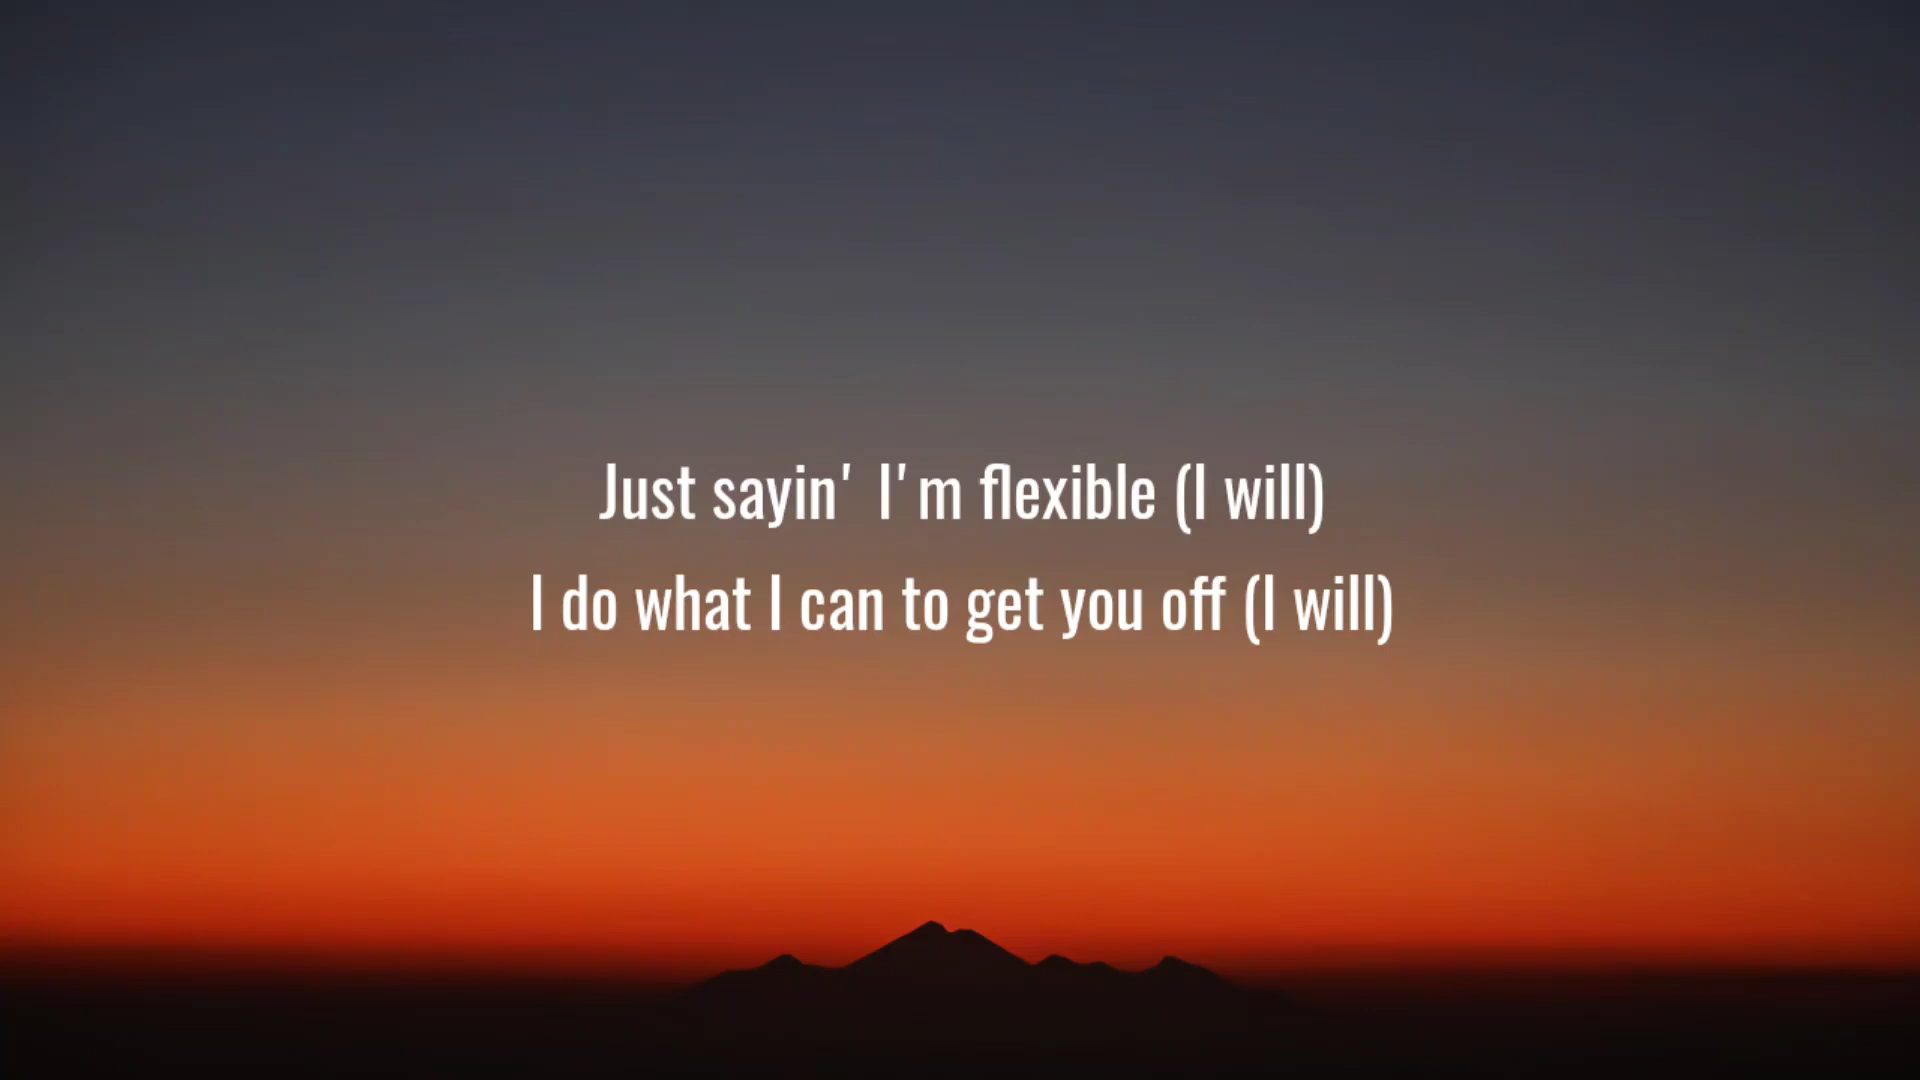 Just sayin' I'm flexible (I will)
I do what I can to get you off (I will)